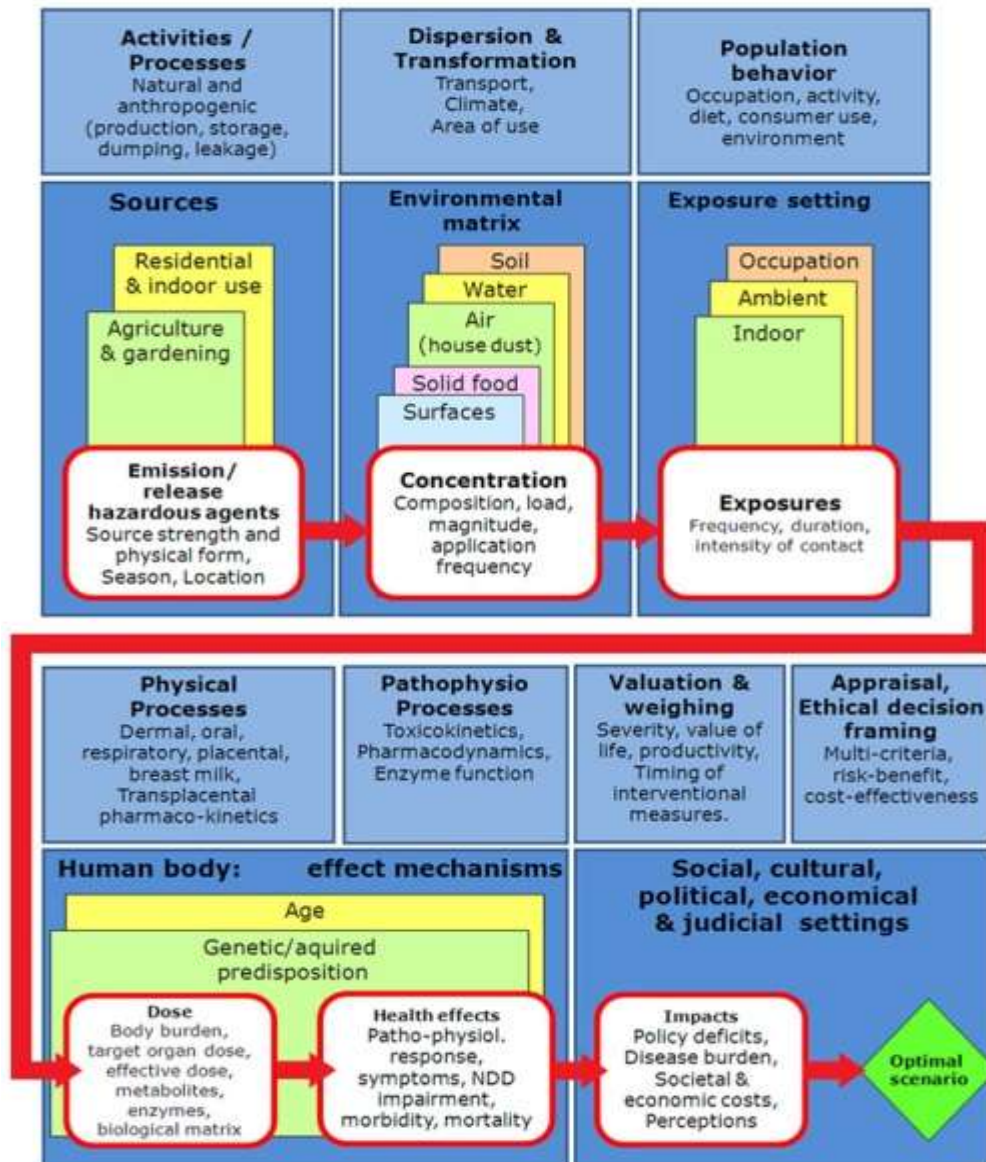 Activities /
Processes
Natural and
anthropogenic
(production, storage,
dumping, leakage)
Dispersion &
Transformation
Transport,
Climate,
Area of use
Population
behavior
Occupation, activity,
diet, consumer use,
environment
Sources
Residential
& indoor use
Agriculture
& gardening
Emission/
release
hazardous agents
Source strength and
physical form,
Season, Location
Environmental
matrix
Soil
Water
Air
(house dust)
Solid food
Surfaces
Concentration
Composition, load,
magnitude,
application
frequency
Exposure setting
Occupation
Ambient
Indoor
Exposures
Frequency, duration,
intensity of contact
Physical
Processes
Dermal, oral,
respiratory, placental,
breast milk,
Transplacental
pharmaco-kinetics
Pathophysio
Processes
Toxicokinetics,
Pharmacodynamics,
Enzyme function
Valuation &
weighing
Severity, value of
life, productivity,
Timing of
interventional
measures.
Appraisal,
Ethical decision
framing
Multi-criteria,
risk-benefit,
cost-effectiveness
Human body: effect mechanisms
Age
Genetic/aquired
predisposition
Dose
Body burden,
target organ dose,
effective dose,
metabolites,
enzymes,
biological matrix
Health effects
Patho-physiol.
response,
symptoms, NDD
impairment,
morbidity, mortality
Social, cultural,
political, economical
& judicial settings
Impacts
Policy deficits,
Disease burden,
Societal &
economic costs,
Perceptions
Optimal
scenario